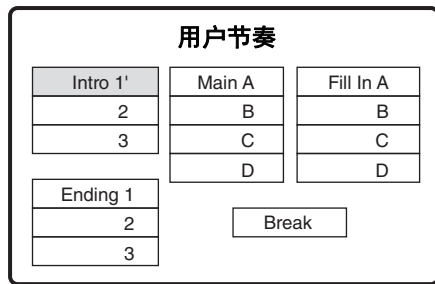 用户节奏
Intro 1'
2
3
Main A
B
C
D
Fill In A
B
C
D
Ending 1
2
3
Break